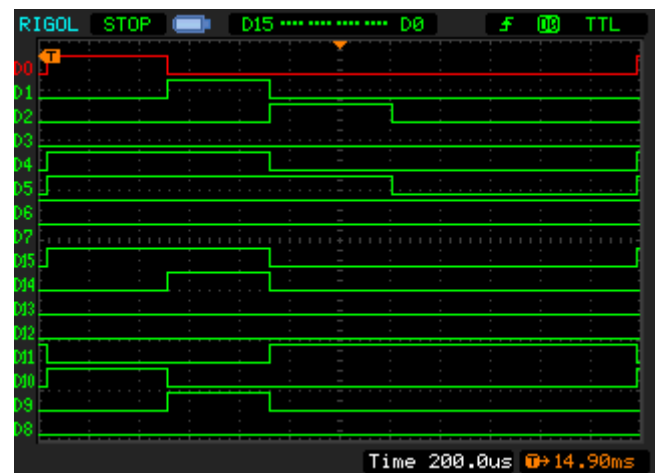 RIGOL STOP D15 D0 D0 TTL
T
D0
D1
D2
D3
D4
D5
D6
D7
D15
D14
D13
D12
D11
D10
D9
D8
Time 200.0us T→14.90ms